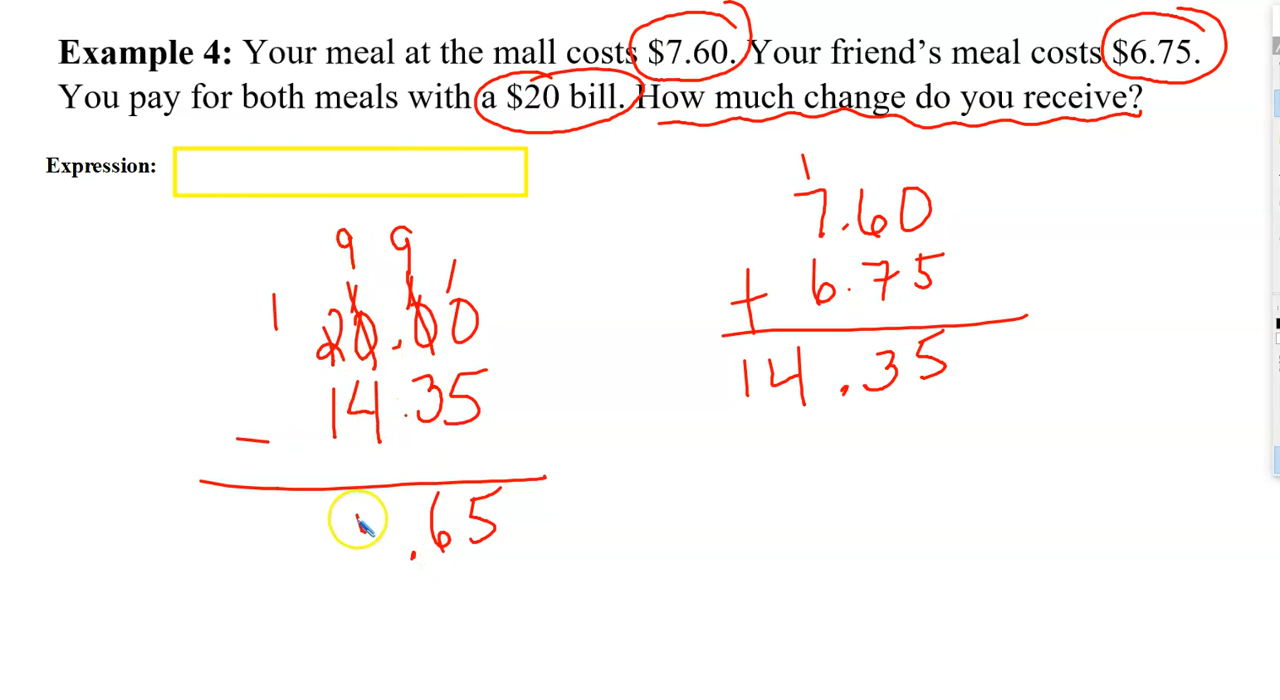 Example 4: Your meal at the mall costs $7.60. Your friend's meal costs $6.75.
You pay for both meals with a $20 bill. How much change do you receive?
Expression:
9 9 1
1 20.00
14.35
−
.65
1
7.60
+ 6.75
14.35